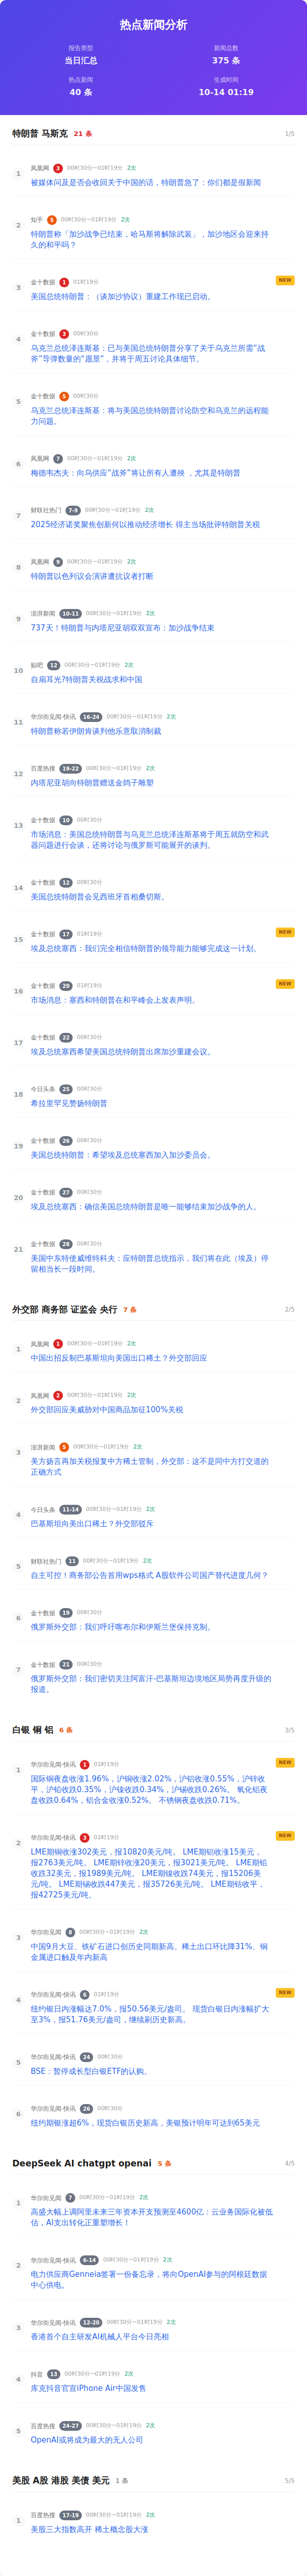 热点新闻分析
报告类型
当日汇总
新闻总数
375 条
热点新闻
40 条
生成时间
10-14 01:19
特朗普 马斯克 21 条 1/5
1
凤凰网 3 00时30分~01时19分 2次
被媒体问及是否会收回关于中国的话，特朗普急了：你们都是假新闻
2
知乎 5 00时30分~01时19分 2次
特朗普称「加沙战争已结束，哈马斯将解除武装」，加沙地区会迎来持
久的和平吗？
3
金十数据 1 01时19分 NEW
美国总统特朗普：（谈加沙协议）重建工作现已启动。
4
金十数据 3 00时30分
乌克兰总统泽连斯基：已与美国总统特朗普分享了关于乌克兰所需“战
斧”导弹数量的“愿景”，并将于周五讨论具体细节。
5
金十数据 5 00时30分
乌克兰总统泽连斯基：将与美国总统特朗普讨论防空和乌克兰的远程能
力问题。
6
凤凰网 7 00时30分~01时19分 2次
梅德韦杰夫：向乌供应“战斧”将让所有人遭殃 ，尤其是特朗普
7
财联社热门 7-9 00时30分~01时19分 2次
2025经济诺奖聚焦创新何以推动经济增长 得主当场批评特朗普关税
8
凤凰网 9 00时30分~01时19分 2次
特朗普以色列议会演讲遭抗议者打断
9
澎湃新闻 10-11 00时30分~01时19分 2次
737天！特朗普与内塔尼亚胡双双宣布：加沙战争结束
10
贴吧 12 00时30分~01时19分 2次
自扇耳光?特朗普关税战求和中国
11
华尔街见闻-快讯 16-24 00时30分~01时19分 2次
特朗普称若伊朗肯谈判他乐意取消制裁
12
百度热搜 19-22 00时30分~01时19分 2次
内塔尼亚胡向特朗普赠送金鸽子雕塑
13
金十数据 10 00时30分
市场消息：美国总统特朗普与乌克兰总统泽连斯基将于周五就防空和武
器问题进行会谈，还将讨论与俄罗斯可能展开的谈判。
14
金十数据 12 00时30分
美国总统特朗普会见西班牙首相桑切斯。
15
金十数据 17 01时19分 NEW
埃及总统塞西：我们完全相信特朗普的领导能力能够完成这一计划。
16
金十数据 20 01时19分 NEW
市场消息：塞西和特朗普在和平峰会上发表声明。
17
金十数据 22 00时30分
埃及总统塞西希望美国总统特朗普出席加沙重建会议。
18
今日头条 25 00时30分
希拉里罕见赞扬特朗普
19
金十数据 26 00时30分
美国总统特朗普：希望埃及总统塞西加入加沙委员会。
20
金十数据 27 00时30分
埃及总统塞西：确信美国总统特朗普是唯一能够结束加沙战争的人。
21
金十数据 28 00时30分
美国中东特使威维特科夫：应特朗普总统指示，我们将在此（埃及）停
留相当长一段时间。
外交部 商务部 证监会 央行 7 条 2/5
1
凤凰网 1 00时30分~01时19分 2次
中国出招反制巴基斯坦向美国出口稀土？外交部回应
2
凤凰网 2 00时30分~01时19分 2次
外交部回应美威胁对中国商品加征100%关税
3
澎湃新闻 5 00时30分~01时19分 2次
美方扬言再加关税报复中方稀土管制，外交部：这不是同中方打交道的
正确方式
4
今日头条 11-14 00时30分~01时19分 2次
巴基斯坦向美出口稀土？外交部驳斥
5
财联社热门 11 00时30分~01时19分 2次
自主可控！商务部公告首用wps格式 A股软件公司国产替代进度几何？
6
金十数据 19 00时30分
俄罗斯外交部：我们呼吁喀布尔和伊斯兰堡保持克制。
7
金十数据 21 00时30分
俄罗斯外交部：我们密切关注阿富汗-巴基斯坦边境地区局势再度升级的
报道。
白银 铜 铝 6 条 3/5
1
华尔街见闻-快讯 1 01时19分 NEW
国际铜夜盘收涨1.96%，沪铜收涨2.02%，沪铝收涨0.55%，沪锌收
平，沪铅收跌0.35%，沪镍收跌0.34%，沪锡收跌0.26%。 氧化铝夜
盘收跌0.64%，铝合金收涨0.52%。 不锈钢夜盘收跌0.71%。
2
华尔街见闻-快讯 3 01时19分 NEW
LME期铜收涨302美元，报10820美元/吨。 LME期铝收涨15美元，
报2763美元/吨。 LME期锌收涨20美元，报3021美元/吨。 LME期铅
收跌32美元，报1989美元/吨。 LME期镍收跌74美元，报15206美
元/吨。 LME期锡收跌447美元，报35726美元/吨。 LME期钴收平，
报42725美元/吨。
3
华尔街见闻 8 00时30分~01时19分 2次
中国9月大豆、铁矿石进口创历史同期新高、稀土出口环比降31%、铜
金属进口触及年内新高
4
华尔街见闻-快讯 6 01时19分 NEW
纽约银日内涨幅达7.0%，报50.56美元/盎司。 现货白银日内涨幅扩大
至3%，报51.76美元/盎司，继续刷历史新高。
5
华尔街见闻-快讯 24 00时30分
BSE：暂停成长型白银ETF的认购。
6
华尔街见闻-快讯 26 00时30分
纽约期银涨超6%，现货白银历史新高，美银预计明年可达到65美元
DeepSeek AI chatgpt openai 5 条 4/5
1
华尔街见闻 7 00时30分~01时19分 2次
高盛大幅上调阿里未来三年资本开支预测至4600亿：云业务国际化被低
估，AI支出转化正重塑增长！
2
华尔街见闻-快讯 6-14 00时30分~01时19分 2次
电力供应商Genneia签署一份备忘录，将向OpenAI参与的阿根廷数据
中心供电。
3
华尔街见闻-快讯 12-20 00时30分~01时19分 2次
香港首个自主研发AI机械人平台今日亮相
4
抖音 13 00时30分~01时19分 2次
库克抖音官宣iPhone Air中国发售
5
百度热搜 24-27 00时30分~01时19分 2次
OpenAI或将成为最大的无人公司
美股 A股 港股 美债 美元 1 条 5/5
1
百度热搜 17-19 00时30分~01时19分 2次
美股三大指数高开 稀土概念股大涨